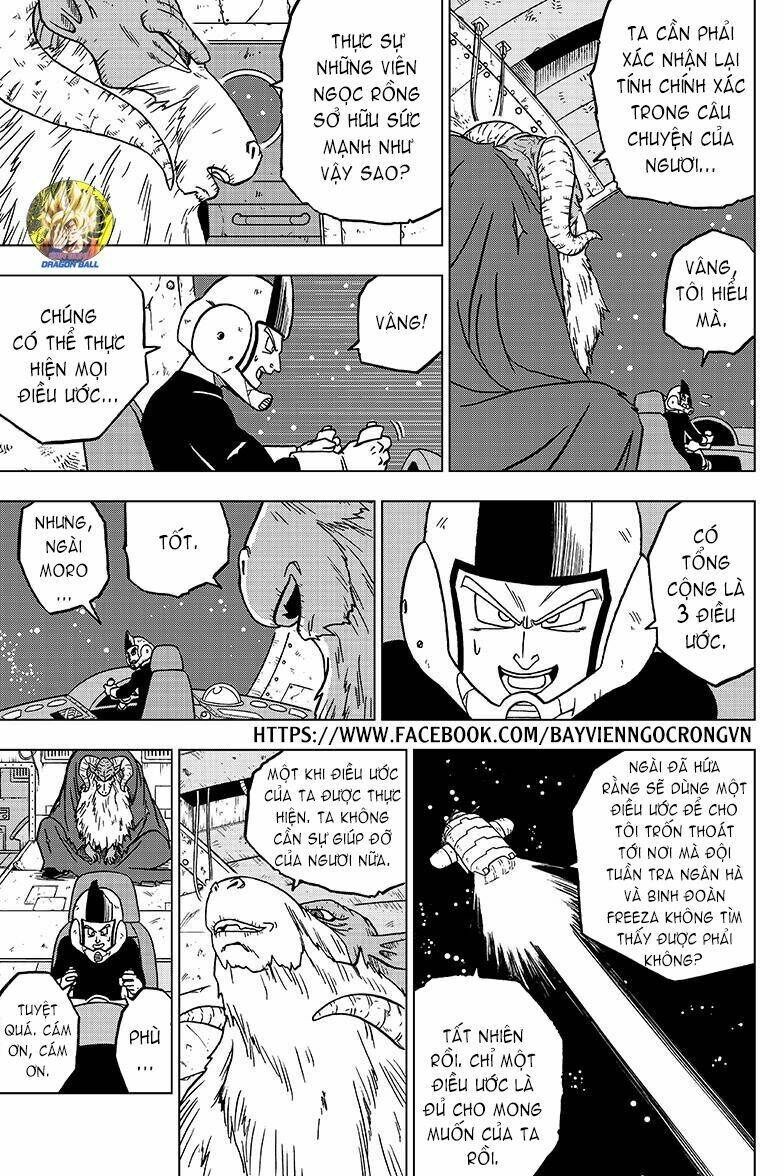 TA CẦN PHẢI
XÁC NHẬN LẠI
TÍNH CHÍNH XÁC
TRONG CÂU
CHUYỆN CỦA
NGƯƠI...
VÂNG,
TÔI HIỂU
MÀ.
THỰC SỰ
NHỮNG VIÊN
NGỌC RỒNG
SỞ HỮU SỨC
MẠNH NHƯ
VẬY SAO?
DRAGON BALL
VÂNG!
CHÚNG
CÓ THỂ THỰC
HIỆN MỌI
ĐIỀU ƯỚC...
CÓ
TỔNG
CỘNG LÀ
3 ĐIỀU
ƯỚC.
TỐT.
NHƯNG,
NGÀI
MORO
...
HTTPS://WWW.FACEBOOK.COM/BAYVIENNGOCRONGVN
NGÀI ĐÃ HỨA
RẰNG SẼ DÙNG MỘT
ĐIỀU ƯỚC ĐỂ CHO
TÔI TRỐN THOÁT
TỚI NƠI MÀ ĐỘI
TUẦN TRA NGÂN HÀ
VÀ BINH ĐOÀN
FREEZA KHÔNG TÌM
THẤY ĐƯỢC PHẢI
KHÔNG?
TẤT NHIÊN
RỒI. CHỈ MỘT
ĐIỀU ƯỚC LÀ
ĐỦ CHO MONG
MUỐN CỦA TA
RỒI.
MỘT KHI ĐIỀU ƯỚC
CỦA TA ĐƯỢC THỰC
HIỆN. TA KHÔNG
CẦN SỰ GIÚP ĐỠ
CỦA NGƯƠI NỮA.
PHÙ
...
TUYỆT
QUÁ. CÁM
ƠN, CÁM
ƠN.